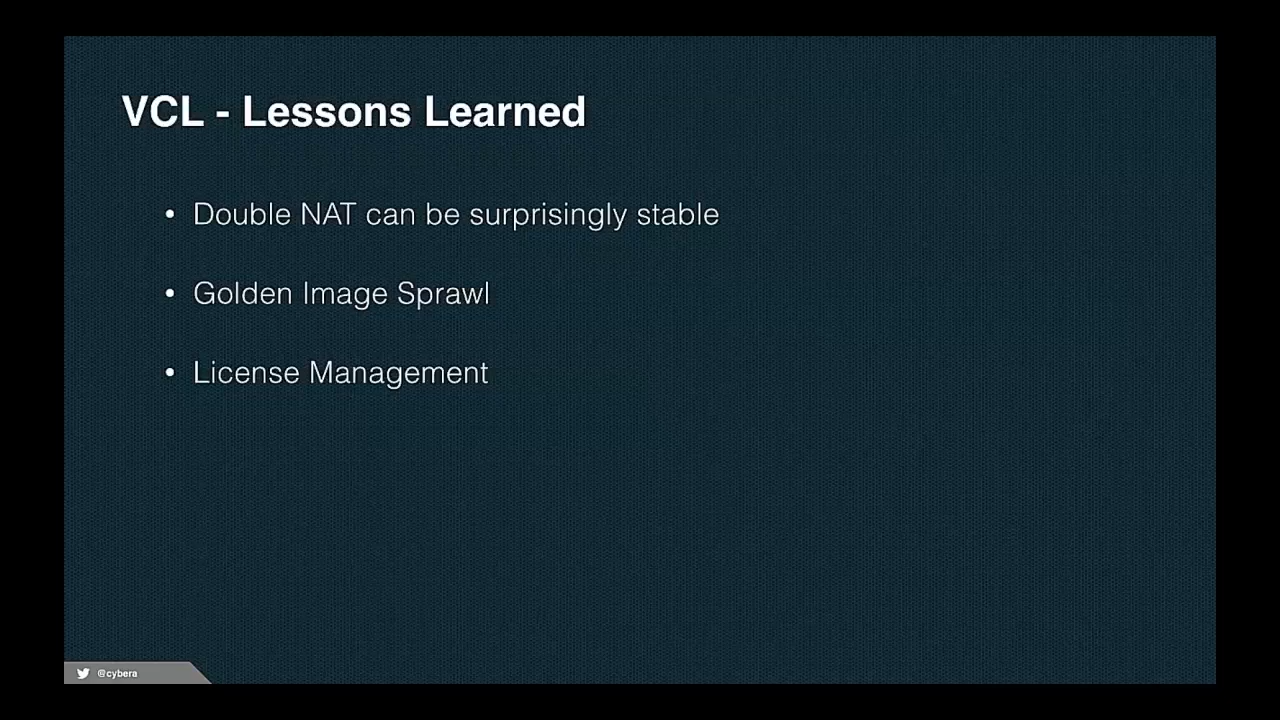 VCL - Lessons Learned
• Double NAT can be surprisingly stable
• Golden Image Sprawl
• License Management
@cybera